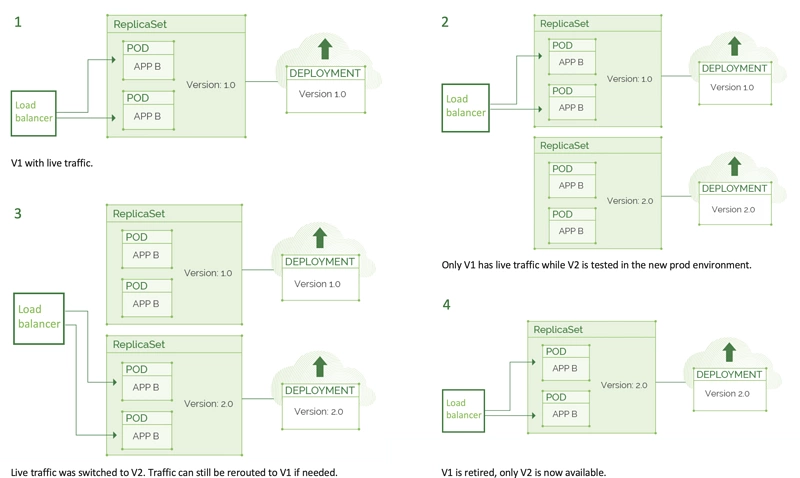 1
ReplicaSet
POD
APP B
Version: 1.0
POD
APP B
Load
balancer
DEPLOYMENT
Version 1.0
V1 with live traffic.
2
ReplicaSet
POD
APP B
Version: 1.0
POD
APP B
Load
balancer
DEPLOYMENT
Version 1.0
ReplicaSet
POD
APP B
Version: 2.0
POD
APP B
DEPLOYMENT
Version 2.0
Only V1 has live traffic while V2 is tested in the new prod environment.
3
ReplicaSet
POD
APP B
Version: 1.0
POD
APP B
DEPLOYMENT
Version 1.0
Load
balancer
ReplicaSet
POD
APP B
Version: 2.0
POD
APP B
DEPLOYMENT
Version: 2.0
Live traffic was switched to V2. Traffic can still be rerouted to V1 if needed.
4
ReplicaSet
POD
APP B
Version: 2.0
POD
APP B
Load
balancer
DEPLOYMENT
Version 2.0
V1 is retired, only V2 is now available.